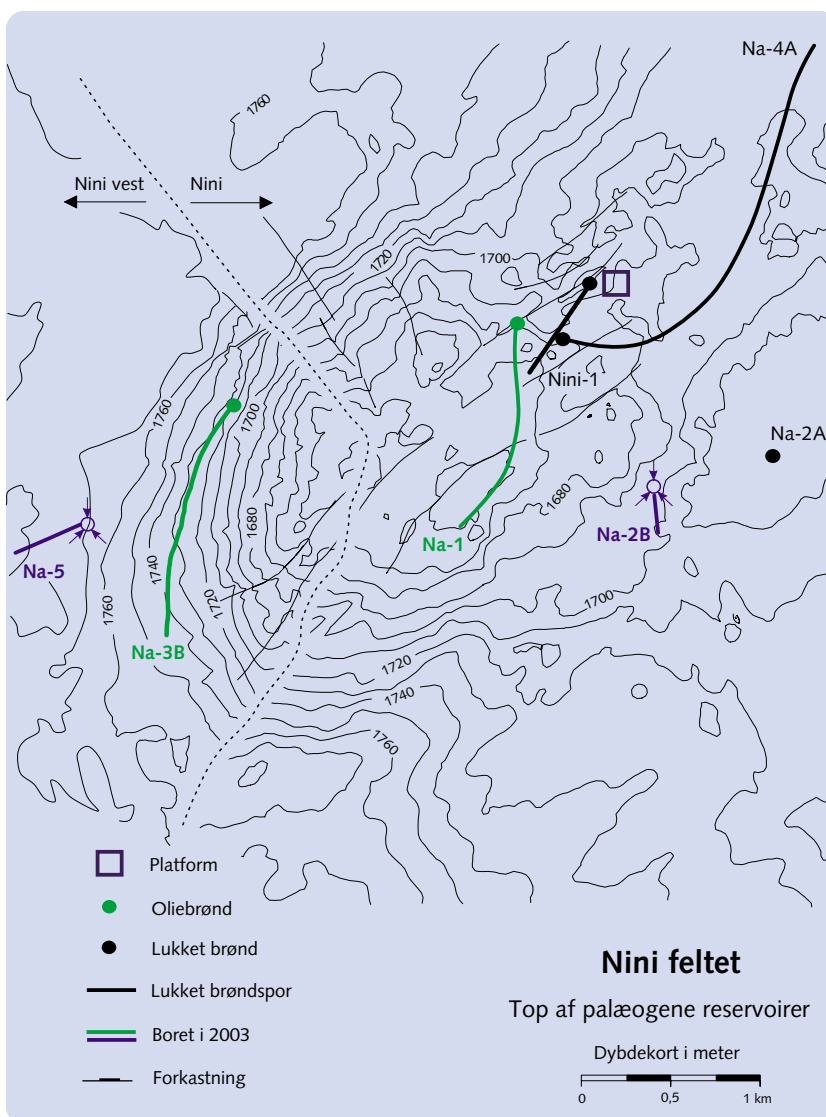 Na-4A
1760
Nini vest
Nini
1700
1720
1760
1700
Nini-1
Na-2A
1680
1680
Na-1
Na-2B
Na-5
1740
1760
1720
1700
Na-3B
1720
1740
1760
Platform
Oliebrønd
Lukket brønd
Lukket brøndspor
Boret i 2003
Forkastning
Nini feltet
Top af palæogene reservoirer
Dybdekort i meter
0
0,5
1 km